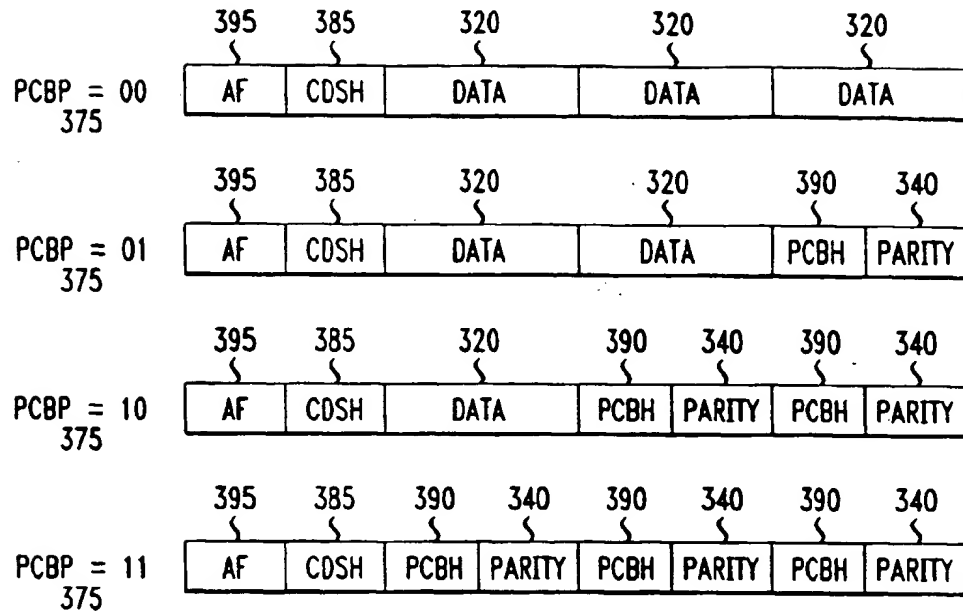 395 385 320 320 320
PCBP = 00 AF CDSH DATA DATA DATA
375
395 385 320 320 390 340
PCBP = 01 AF CDSH DATA DATA PCBH PARITY
375
395 385 320 390 340 390 340
PCBP = 10 AF CDSH DATA PCBH PARITY PCBH PARITY
375
395 385 390 340 390 340 390 340
PCBP = 11 AF CDSH PCBH PARITY PCBH PARITY PCBH PARITY
375